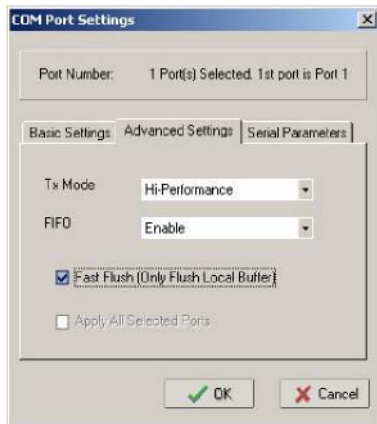 COM Port Settings
Port Number: 1 Port(s) Selected. 1st port is Port 1
Basic Settings Advanced Settings Serial Parameters
Tx Mode Hi-Performance
FIFO Enable
Fast Flush (Only Flush Local Buffer)
Apply All Selected Ports
OK Cancel